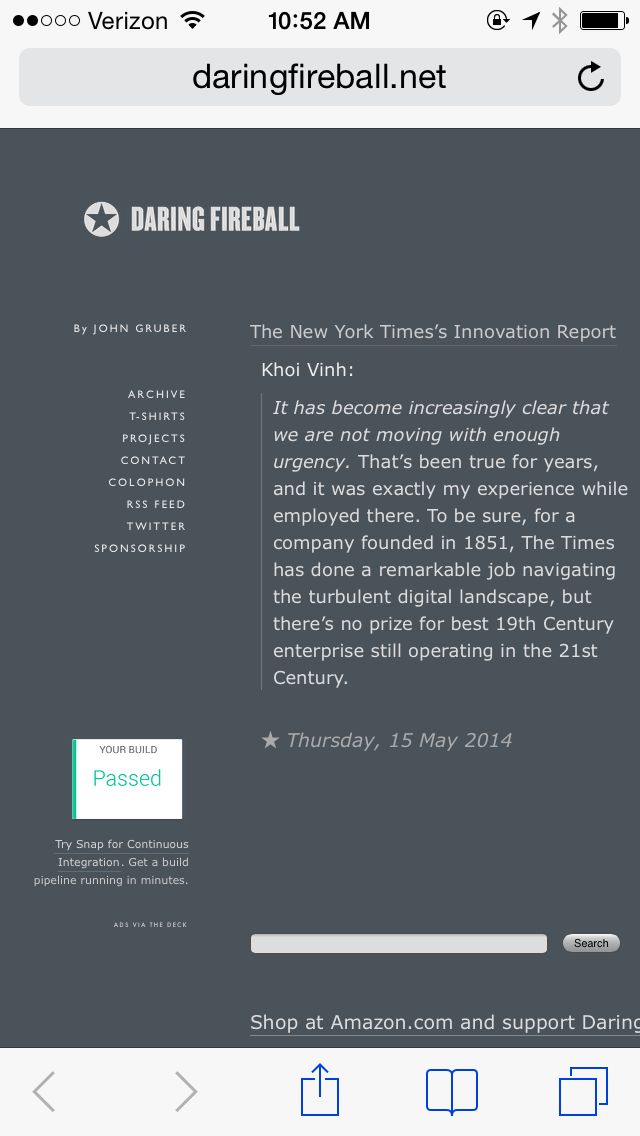 Verizon 10:52 AM
daringfireball.net
DARING FIREBALL
By JOHN GRUBER
ARCHIVE
T-SHIRTS
PROJECTS
CONTACT
COLOPHON
RSS FEED
TWITTER
SPONSORSHIP
YOUR BUILD
Passed
Try Snap for Continuous
Integration. Get a build
pipeline running in minutes.
ADS VIA THE DECK
The New York Times’s Innovation Report
Khoi Vinh:
It has become increasingly clear that
we are not moving with enough
urgency. That’s been true for years,
and it was exactly my experience while
employed there. To be sure, for a
company founded in 1851, The Times
has done a remarkable job navigating
the turbulent digital landscape, but
there’s no prize for best 19th Century
enterprise still operating in the 21st
Century.
★ Thursday, 15 May 2014
Search
Shop at Amazon.com and support Daring